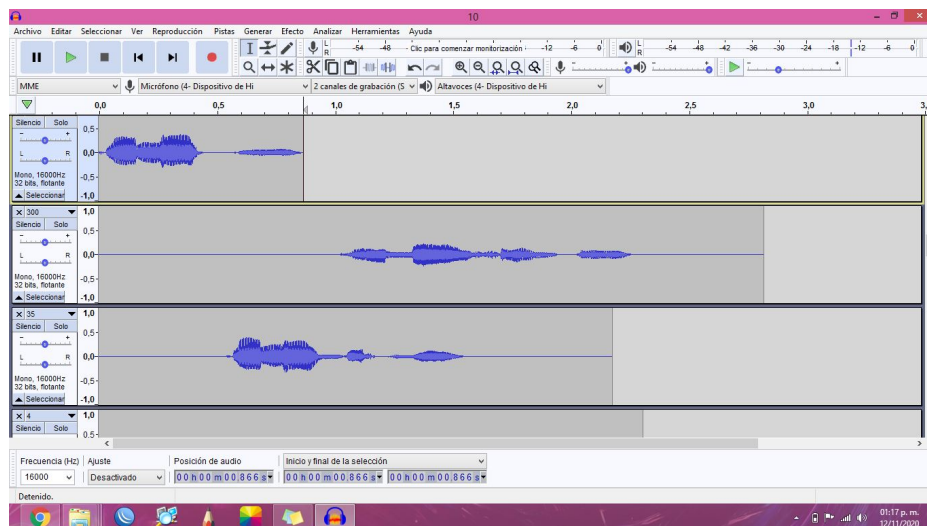 10
Archivo Editar Seleccionar Ver Reproducción Pistas Generar Efecto Analizar Herramientas Ayuda
L R -54 -48 - Clic para comenzar monitorización - -12 -6 0 L R -54 -48 -42 -36 -30 -24 -18 -12 -6 0
MME Micrófono (4- Dispositivo de Hi 2 canales de grabación (S Altavoces (4- Dispositivo de Hi
0,0 0,5 1,0 1,5 2,0 2,5 3,0 3,
Silencio Solo
0,5
- +
L R 0,0
Mono, 16000Hz
32 bits, flotante
-0,5
Seleccionar -1,0
x 300 1,0
Silencio Solo
0,5
- +
L R 0,0
Mono, 16000Hz
32 bits, flotante
-0,5
Seleccionar -1,0
x 35 1,0
Silencio Solo
0,5
- +
L R 0,0
Mono, 16000Hz
32 bits, flotante
-0,5
Seleccionar -1,0
x 4 1,0
Silencio Solo
0,5
Frecuencia (Hz) Ajuste Posición de audio Inicio y final de la selección
16000 Desactivado 00 h 00 m 00,866 s 00 h 00 m 00,866 s 00 h 00 m 00,866 s
Detenido.
01:17 p. m.
12/11/2020